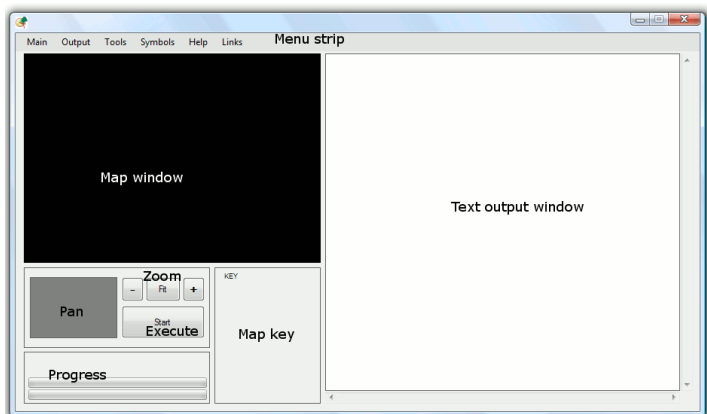 Main Output Tools Symbols Help Links Menu strip
Map window
Text output window
Zoom
- Fit +
Pan
Start
Execute
KEY
Map key
Progress